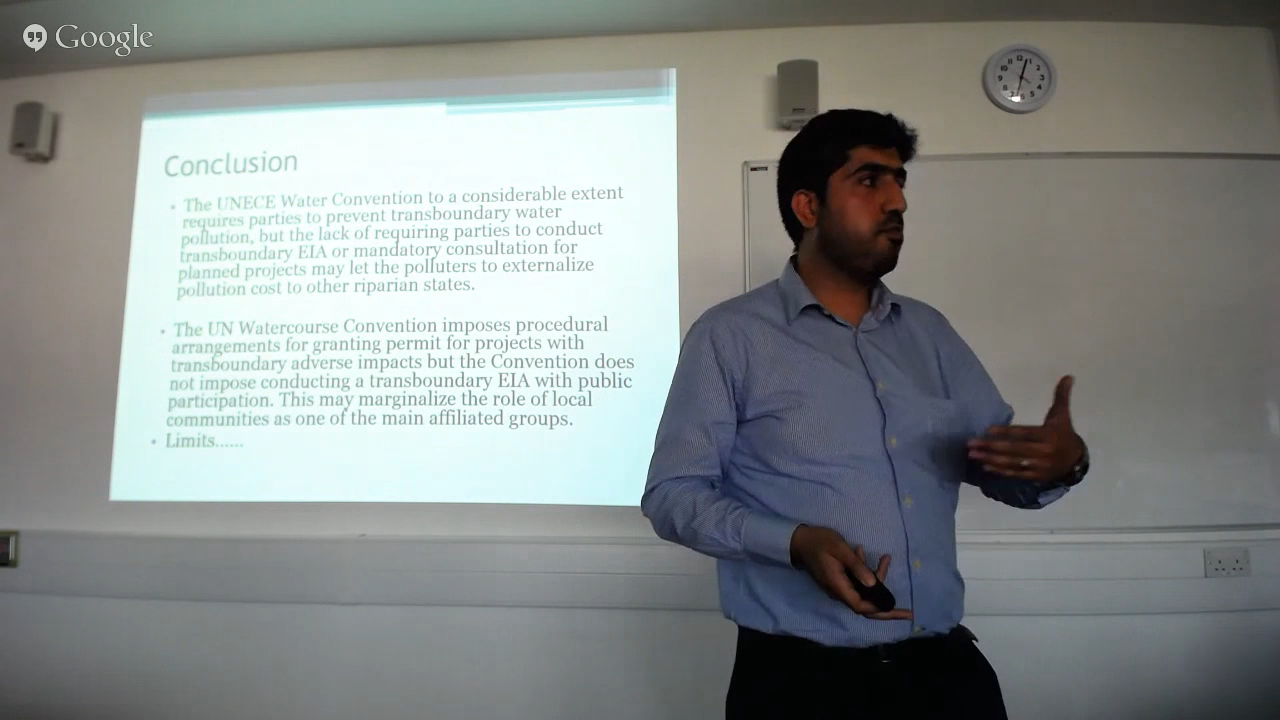 Google
Conclusion
• The UNECE Water Convention to a considerable extent
requires parties to prevent transboundary water
pollution, but the lack of requiring parties to conduct
transboundary EIA or mandatory consultation for
planned projects may let the polluters to externalize
pollution cost to other riparian states.
• The UN Watercourse Convention imposes procedural
arrangements for granting permit for projects with
transboundary adverse impacts but the Convention does
not impose conducting a transboundary EIA with public
participation. This may marginalize the role of local
communities as one of the main affiliated groups.
• Limits......